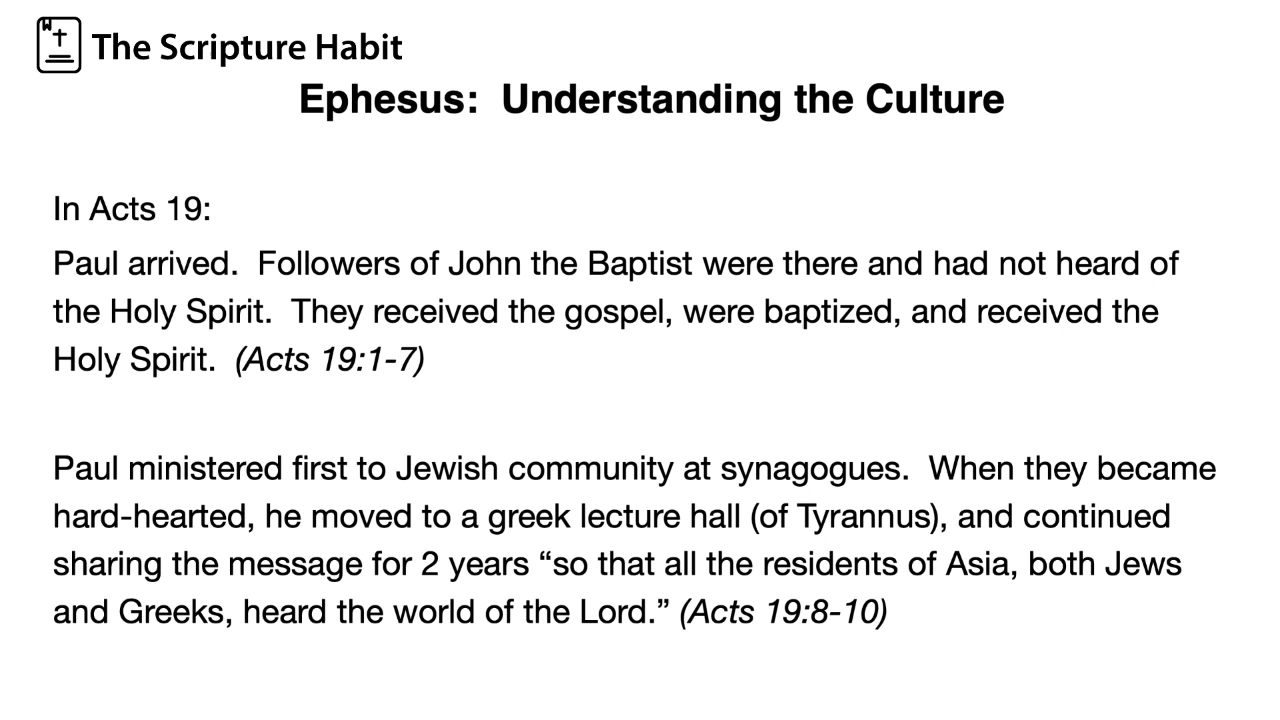 The Scripture Habit
Ephesus:  Understanding the Culture
In Acts 19:
Paul arrived.  Followers of John the Baptist were there and had not heard of
the Holy Spirit.  They received the gospel, were baptized, and received the
Holy Spirit.  (Acts 19:1-7)
Paul ministered first to Jewish community at synagogues.  When they became
hard-hearted, he moved to a greek lecture hall (of Tyrannus), and continued
sharing the message for 2 years “so that all the residents of Asia, both Jews
and Greeks, heard the world of the Lord.” (Acts 19:8-10)